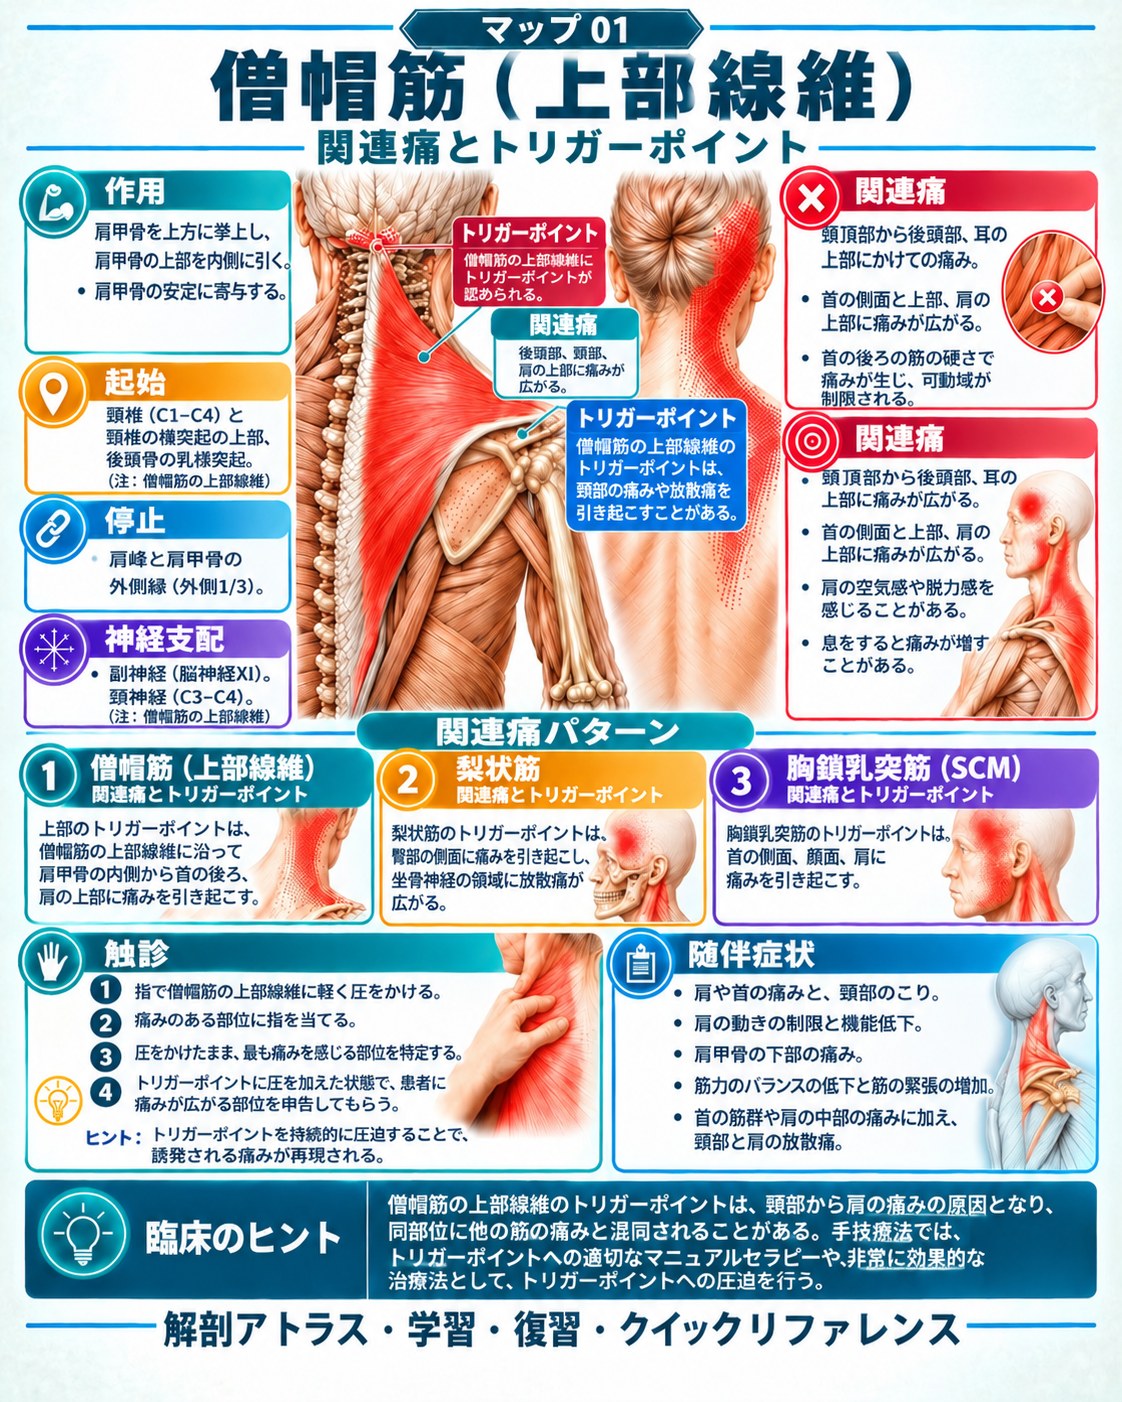 マップ 01
僧帽筋（上部線維）
関連痛とトリガーポイント
作用
肩甲骨を上方に挙上し、
肩甲骨の上部を内側に引く。
• 肩甲骨の安定に寄与する。
起始
頸椎（C1–C4）と
頸椎の横突起の上部、
後頭骨の乳様突起。
（注：僧帽筋の上部線維）
停止
• 肩峰と肩甲骨の
外側縁（外側1/3）。
神経支配
• 副神経（脳神経XI）。
頸神経（C3–C4）。
（注：僧帽筋の上部線維）
トリガーポイント
僧帽筋の上部線維に
トリガーポイントが
認められる。
関連痛
後頭部、頸部、
肩の上部に痛みが
広がる。
トリガーポイント
僧帽筋の上部線維の
トリガーポイントは、
頸部の痛みや放散痛を
引き起こすことがある。
関連痛
頭頂部から後頭部、耳の
上部にかけての痛み。
• 首の側面と上部、肩の
上部に痛みが広がる。
• 首の後ろの筋の硬さで
痛みが生じ、可動域が
制限される。
関連痛
• 頭頂部から後頭部、耳の
上部に痛みが広がる。
• 首の側面と上部、肩の
上部に痛みが広がる。
• 肩の空気感や脱力感を
感じることがある。
• 息をすると痛みが増す
ことがある。
関連痛パターン
1 僧帽筋（上部線維）
関連痛とトリガーポイント
上部のトリガーポイントは、
僧帽筋の上部線維に沿って
肩甲骨の内側から首の後ろ、
肩の上部に痛みを引き起こす。
2 梨状筋
関連痛とトリガーポイント
梨状筋のトリガーポイントは、
臀部の側面に痛みを引き起こし、
坐骨神経の領域に放散痛が
広がる。
3 胸鎖乳突筋（SCM）
関連痛とトリガーポイント
胸鎖乳突筋のトリガーポイントは、
首の側面、顔面、肩に
痛みを引き起こす。
触診
1 指で僧帽筋の上部線維に軽く圧をかける。
2 痛みのある部位に指を当てる。
3 圧をかけたまま、最も痛みを感じる部位を特定する。
4 トリガーポイントに圧を加えた状態で、患者に
痛みが広がる部位を申告してもらう。
ヒント： トリガーポイントを持続的に圧迫することで、
誘発される痛みが再現される。
随伴症状
• 肩や首の痛みと、頸部のこり。
• 肩の動きの制限と機能低下。
• 肩甲骨の下部の痛み。
• 筋力のバランスの低下と筋の緊張の増加。
• 首の筋群や肩の中部の痛みに加え、
頸部と肩の放散痛。
臨床のヒント
僧帽筋の上部線維のトリガーポイントは、頸部から肩の痛みの原因となり、
同部位に他の筋の痛みと混同されることがある。手技療法では、
トリガーポイントへの適切なマニュアルセラピーや、非常に効果的な
治療法として、トリガーポイントへの圧迫を行う。
解剖アトラス・学習・復習・クイックリファレンス